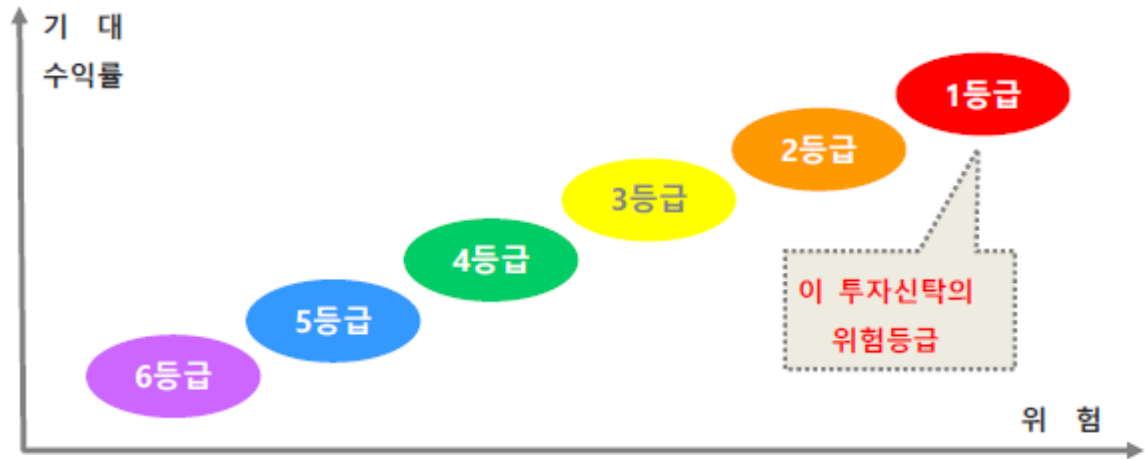 기 대
수익률
1등급
2등급
3등급
4등급
이 투자신탁의
위험등급
5등급
6등급
위 험